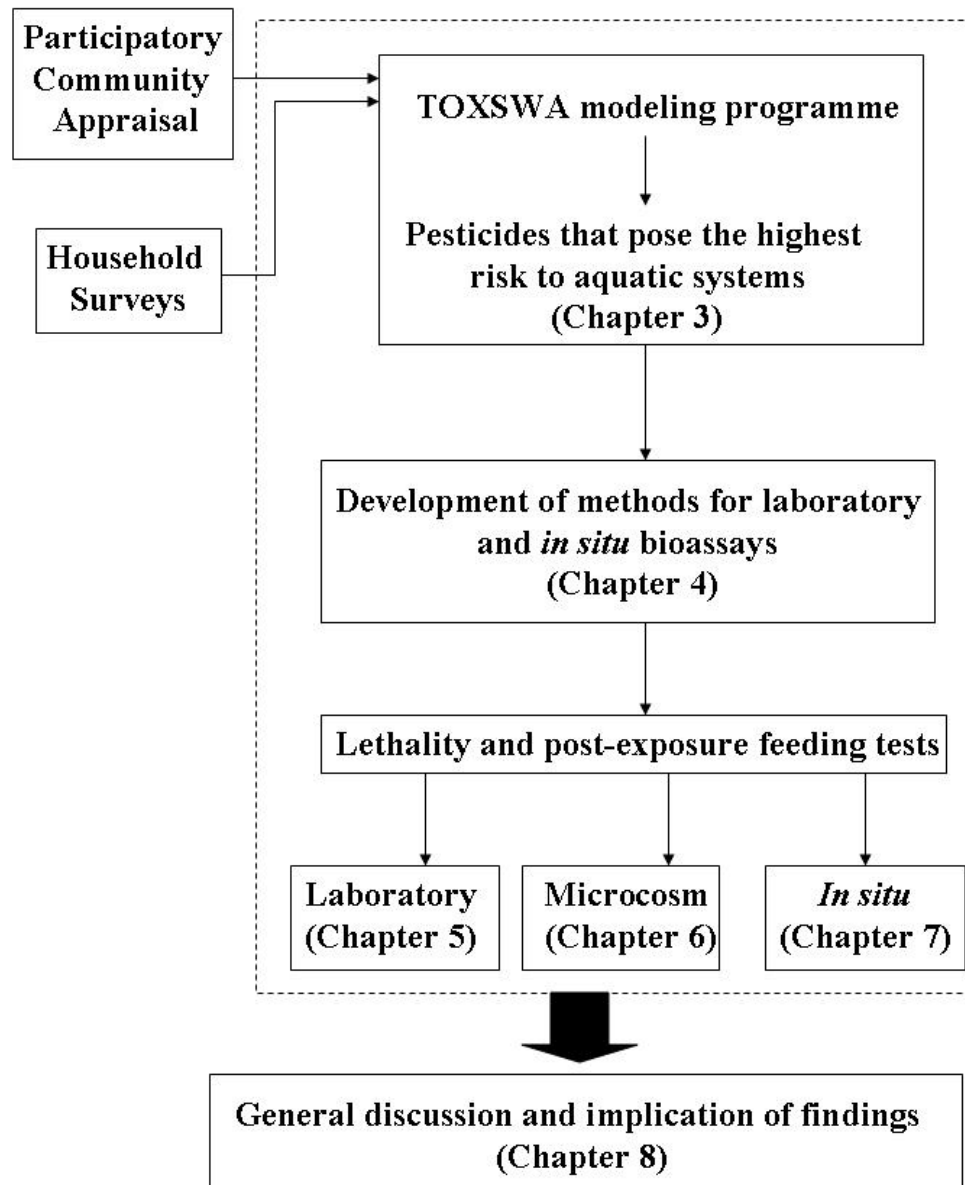 Participatory
Community
Appraisal
Household
Surveys
TOXSWA modeling programme
Pesticides that pose the highest
risk to aquatic systems
(Chapter 3)
Development of methods for laboratory
and in situ bioassays
(Chapter 4)
Lethality and post-exposure feeding tests
Laboratory
(Chapter 5)
Microcosm
(Chapter 6)
In situ
(Chapter 7)
General discussion and implication of findings
(Chapter 8)